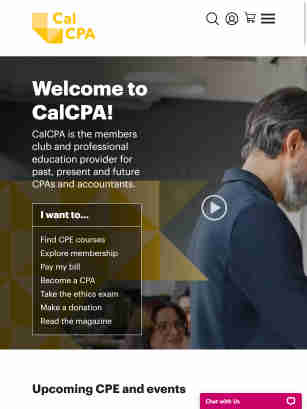 Cal
CPA
Welcome to
CalCPA!
CalCPA is the members
club and professional
education provider for
past, present and future
CPAs and accountants.
I want to...
Find CPE courses
Explore membership
Pay my bill
Become a CPA
Take the ethics exam
Make a donation
Read the magazine
Upcoming CPE and events
Chat with Us